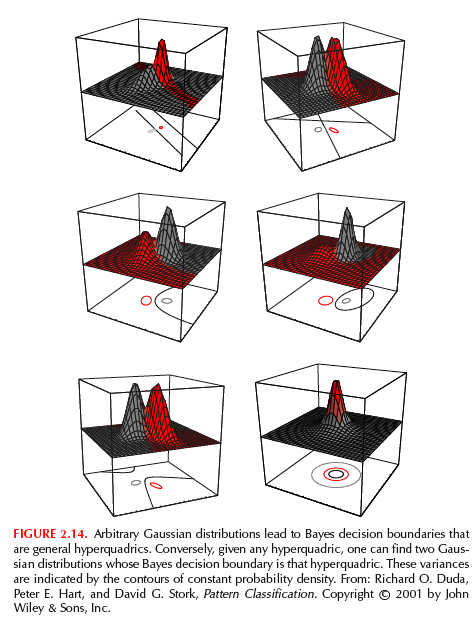 FIGURE 2.14. Arbitrary Gaussian distributions lead to Bayes decision boundaries that
are general hyperquadrics. Conversely, given any hyperquadric, one can find two Gaus-
sian distributions whose Bayes decision boundary is that hyperquadric. These variances
are indicated by the contours of constant probability density. From: Richard O. Duda,
Peter E. Hart, and David G. Stork, Pattern Classification. Copyright © 2001 by John
Wiley & Sons, Inc.